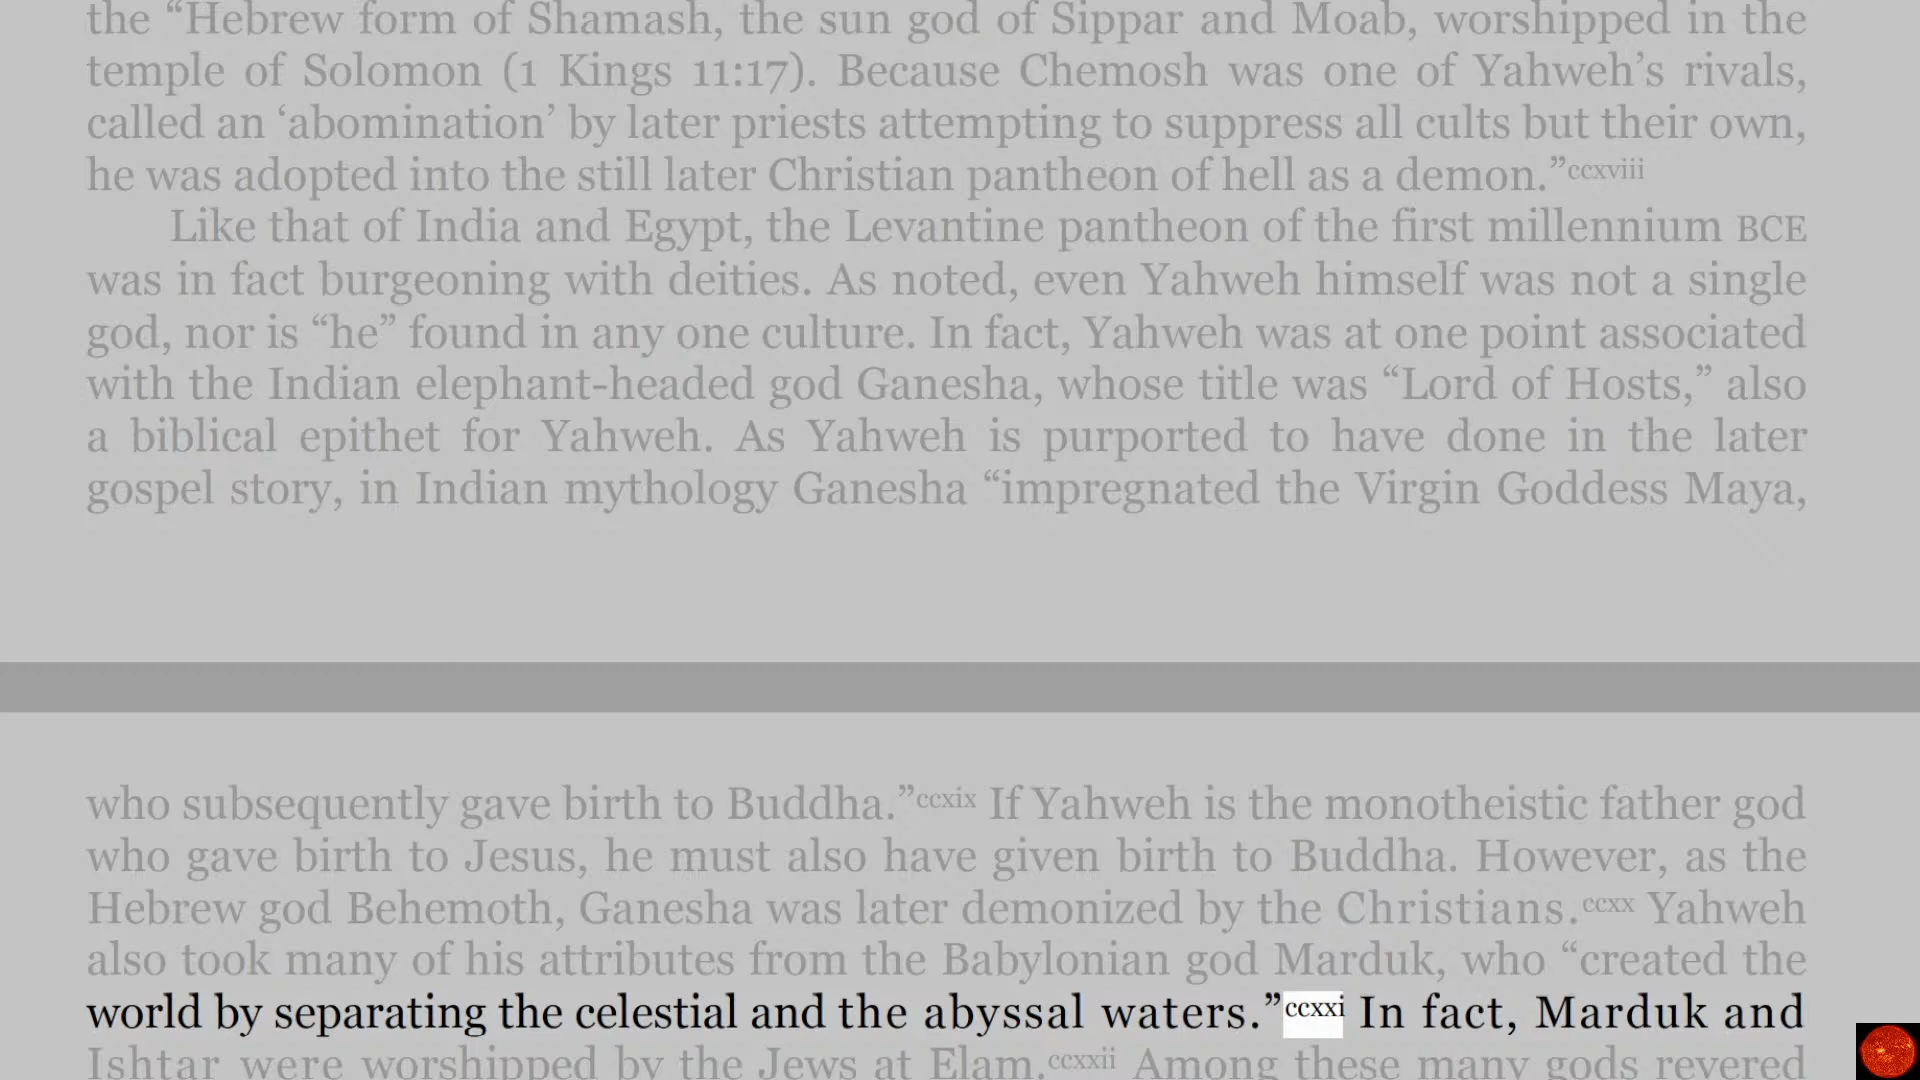 the “Hebrew form of Shamash, the sun god of Sippar and Moab, worshipped in the
temple of Solomon (1 Kings 11:17). Because Chemosh was one of Yahweh’s rivals,
called an ‘abomination’ by later priests attempting to suppress all cults but their own,
he was adopted into the still later Christian pantheon of hell as a demon.”ccxviii
Like that of India and Egypt, the Levantine pantheon of the first millennium BCE
was in fact burgeoning with deities. As noted, even Yahweh himself was not a single
god, nor is “he” found in any one culture. In fact, Yahweh was at one point associated
with the Indian elephant-headed god Ganesha, whose title was “Lord of Hosts,” also
a biblical epithet for Yahweh. As Yahweh is purported to have done in the later
gospel story, in Indian mythology Ganesha “impregnated the Virgin Goddess Maya,
who subsequently gave birth to Buddha.”ccxix If Yahweh is the monotheistic father god
who gave birth to Jesus, he must also have given birth to Buddha. However, as the
Hebrew god Behemoth, Ganesha was later demonized by the Christians.ccxx Yahweh
also took many of his attributes from the Babylonian god Marduk, who “created the
world by separating the celestial and the abyssal waters.”ccxxi In fact, Marduk and
Ishtar were worshipped by the Jews at Elam.ccxxii Among these many gods revered